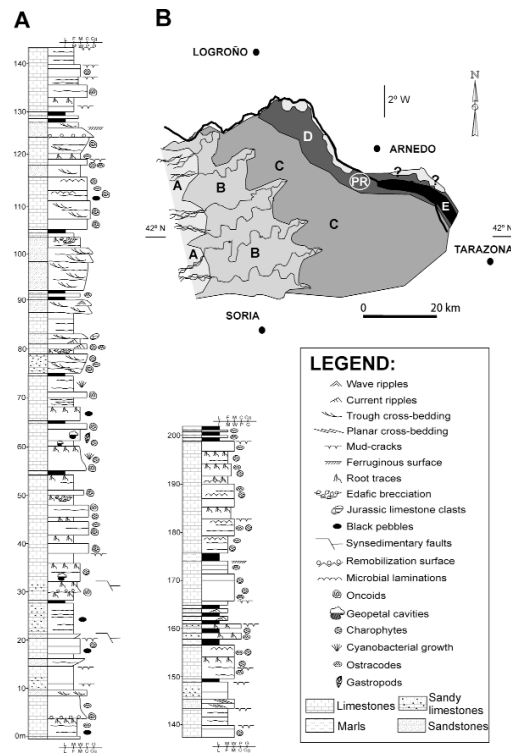 A
B
LOGROÑO
N
2º W
D
ARNEDO
?
?
C
PR
A
B
E
C
42º N
42º N
A
B
TARAZONA
SORIA
0
20 km
140
130
120
110
100
90
80
70
60
50
40
30
20
10
0m
200
190
180
170
160
150
140
LEGEND:
Wave ripples
Current ripples
Trough cross-bedding
Planar cross-bedding
Mud-cracks
Ferruginous surface
Root traces
Edafic brecciation
Jurassic limestone clasts
Black pebbles
Synsedimentary faults
Remobilization surface
Microbial laminations
Oncoids
Geopetal cavities
Charophytes
Cyanobacterial growth
Ostracodes
Gastropods
Limestones
Sandy limestones
Marls
Sandstones